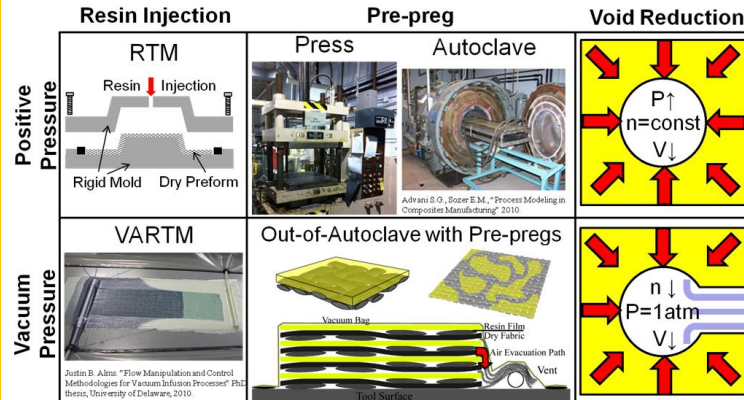 Resin Injection
Pre-preg
Void Reduction
Positive
Pressure
RTM
Resin
Injection
Rigid Mold
Dry Preform
Press
Autoclave
Advani S.G., Sozer E.M., "Process Modeling in
Composites Manufacturing" 2010.
P↑
n=const
V↓
Vacuum
Pressure
VARTM
Justin B. Alms. "Flow Manipulation and Control
Methodologies for Vacuum Infusion Processes" PhD
thesis, University of Delaware, 2010.
Out-of-Autoclave with Pre-pregs
Vacuum Bag
Resin Film
Dry Fabric
Air Evacuation Path
Vent
Tool Surface
n ↓
P=1atm
V↓